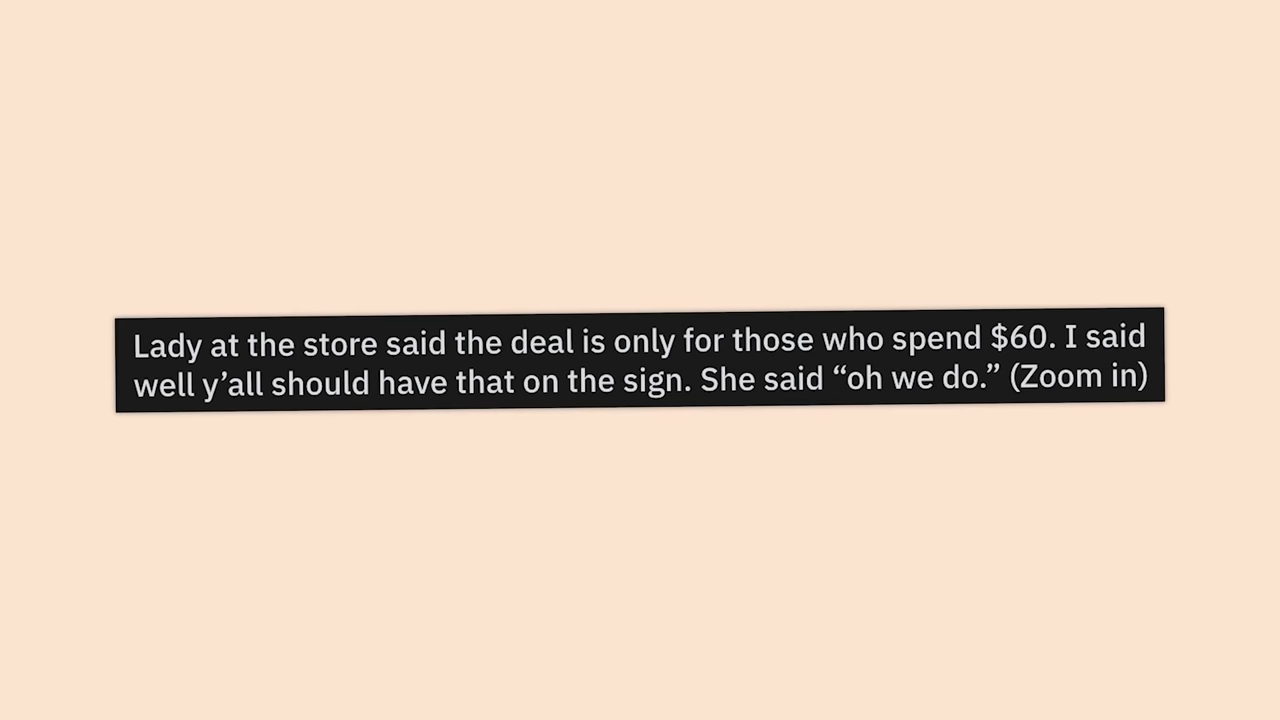 Lady at the store said the deal is only for those who spend $60. I said
well y’all should have that on the sign. She said “oh we do.” (Zoom in)